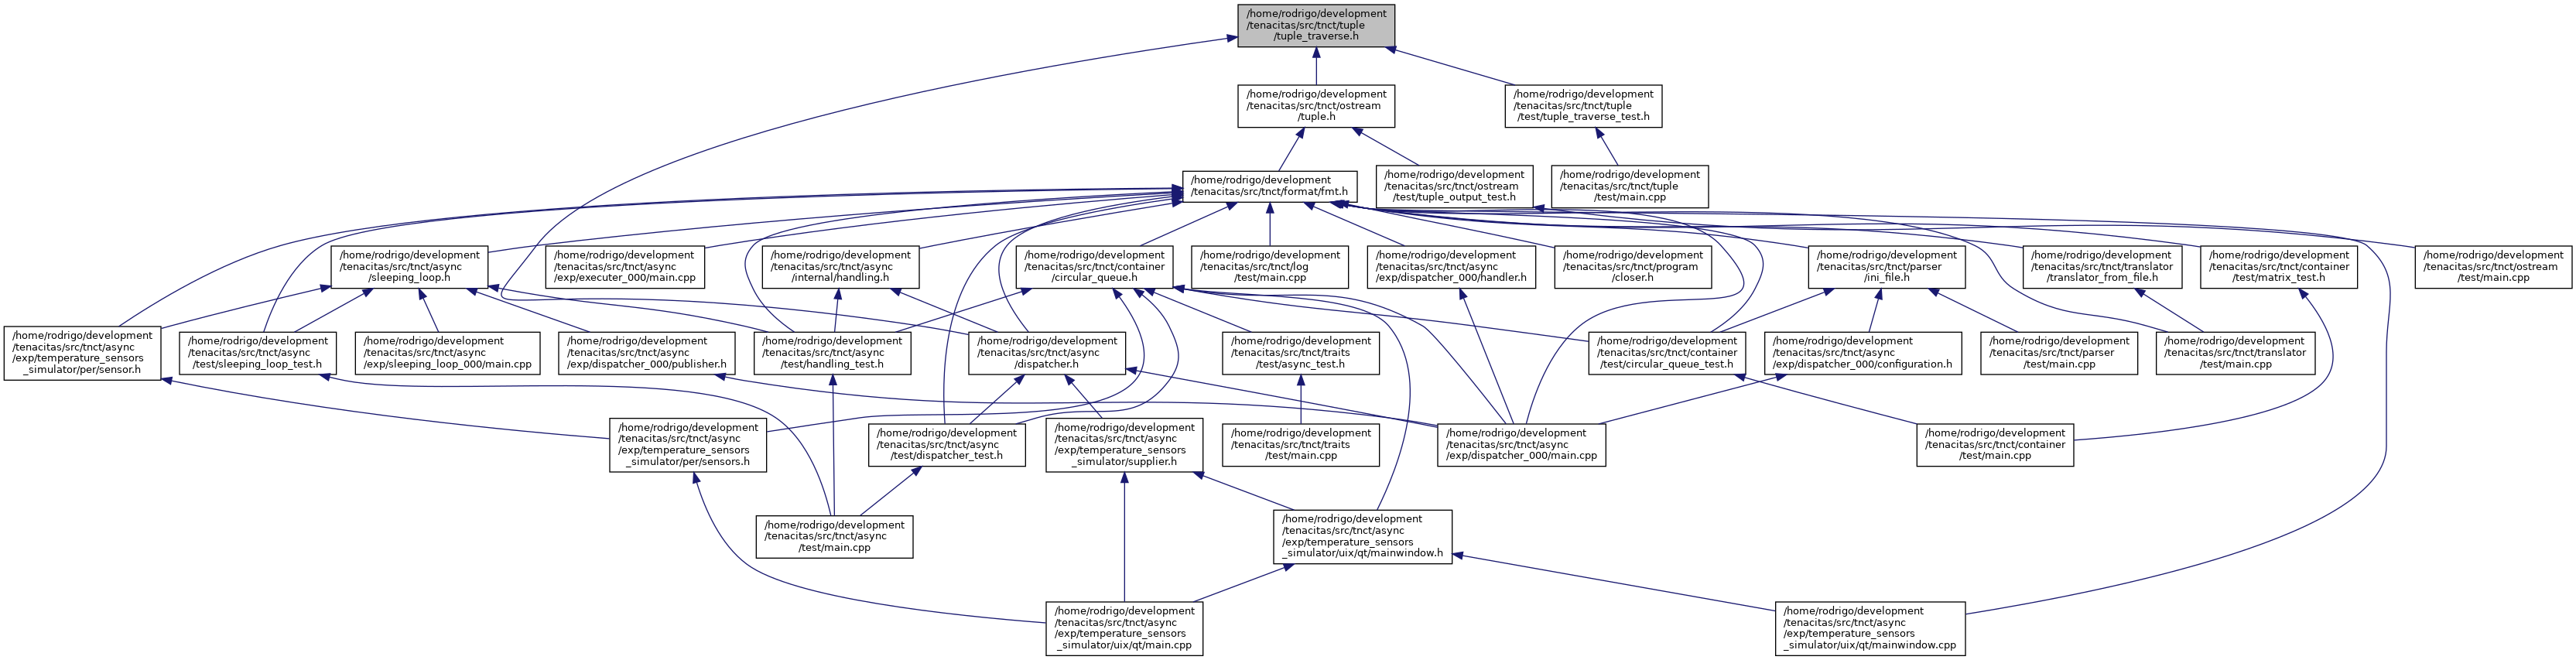 /home/rodrigo/development
/tenacitas/src/tnct/tuple
/tuple_traverse.h
/home/rodrigo/development
/tenacitas/src/tnct/ostream
/tuple.h
/home/rodrigo/development
/tenacitas/src/tnct/tuple
/test/tuple_traverse_test.h
/home/rodrigo/development
/tenacitas/src/tnct/format/fmt.h
/home/rodrigo/development
/tenacitas/src/tnct/ostream
/test/tuple_output_test.h
/home/rodrigo/development
/tenacitas/src/tnct/tuple
/test/main.cpp
/home/rodrigo/development
/tenacitas/src/tnct/async
/sleeping_loop.h
/home/rodrigo/development
/tenacitas/src/tnct/async
/exp/executer_000/main.cpp
/home/rodrigo/development
/tenacitas/src/tnct/async
/internal/handling.h
/home/rodrigo/development
/tenacitas/src/tnct/container
/circular_queue.h
/home/rodrigo/development
/tenacitas/src/tnct/log
/test/main.cpp
/home/rodrigo/development
/tenacitas/src/tnct/async
/exp/dispatcher_000/handler.h
/home/rodrigo/development
/tenacitas/src/tnct/program
/closer.h
/home/rodrigo/development
/tenacitas/src/tnct/parser
/ini_file.h
/home/rodrigo/development
/tenacitas/src/tnct/translator
/translator_from_file.h
/home/rodrigo/development
/tenacitas/src/tnct/container
/test/matrix_test.h
/home/rodrigo/development
/tenacitas/src/tnct/ostream
/test/main.cpp
/home/rodrigo/development
/tenacitas/src/tnct/async
/exp/temperature_sensors
_simulator/per/sensor.h
/home/rodrigo/development
/tenacitas/src/tnct/async
/test/sleeping_loop_test.h
/home/rodrigo/development
/tenacitas/src/tnct/async
/exp/sleeping_loop_000/main.cpp
/home/rodrigo/development
/tenacitas/src/tnct/async
/exp/dispatcher_000/publisher.h
/home/rodrigo/development
/tenacitas/src/tnct/async
/test/handling_test.h
/home/rodrigo/development
/tenacitas/src/tnct/async
/dispatcher.h
/home/rodrigo/development
/tenacitas/src/tnct/traits
/test/async_test.h
/home/rodrigo/development
/tenacitas/src/tnct/container
/test/circular_queue_test.h
/home/rodrigo/development
/tenacitas/src/tnct/async
/exp/dispatcher_000/configuration.h
/home/rodrigo/development
/tenacitas/src/tnct/parser
/test/main.cpp
/home/rodrigo/development
/tenacitas/src/tnct/translator
/test/main.cpp
/home/rodrigo/development
/tenacitas/src/tnct/async
/exp/temperature_sensors
_simulator/per/sensors.h
/home/rodrigo/development
/tenacitas/src/tnct/async
/test/dispatcher_test.h
/home/rodrigo/development
/tenacitas/src/tnct/async
/exp/temperature_sensors
_simulator/supplier.h
/home/rodrigo/development
/tenacitas/src/tnct/traits
/test/main.cpp
/home/rodrigo/development
/tenacitas/src/tnct/async
/exp/dispatcher_000/main.cpp
/home/rodrigo/development
/tenacitas/src/tnct/container
/test/main.cpp
/home/rodrigo/development
/tenacitas/src/tnct/async
/test/main.cpp
/home/rodrigo/development
/tenacitas/src/tnct/async
/exp/temperature_sensors
_simulator/uix/qt/mainwindow.h
/home/rodrigo/development
/tenacitas/src/tnct/async
/exp/temperature_sensors
_simulator/uix/qt/main.cpp
/home/rodrigo/development
/tenacitas/src/tnct/async
/exp/temperature_sensors
_simulator/uix/qt/mainwindow.cpp